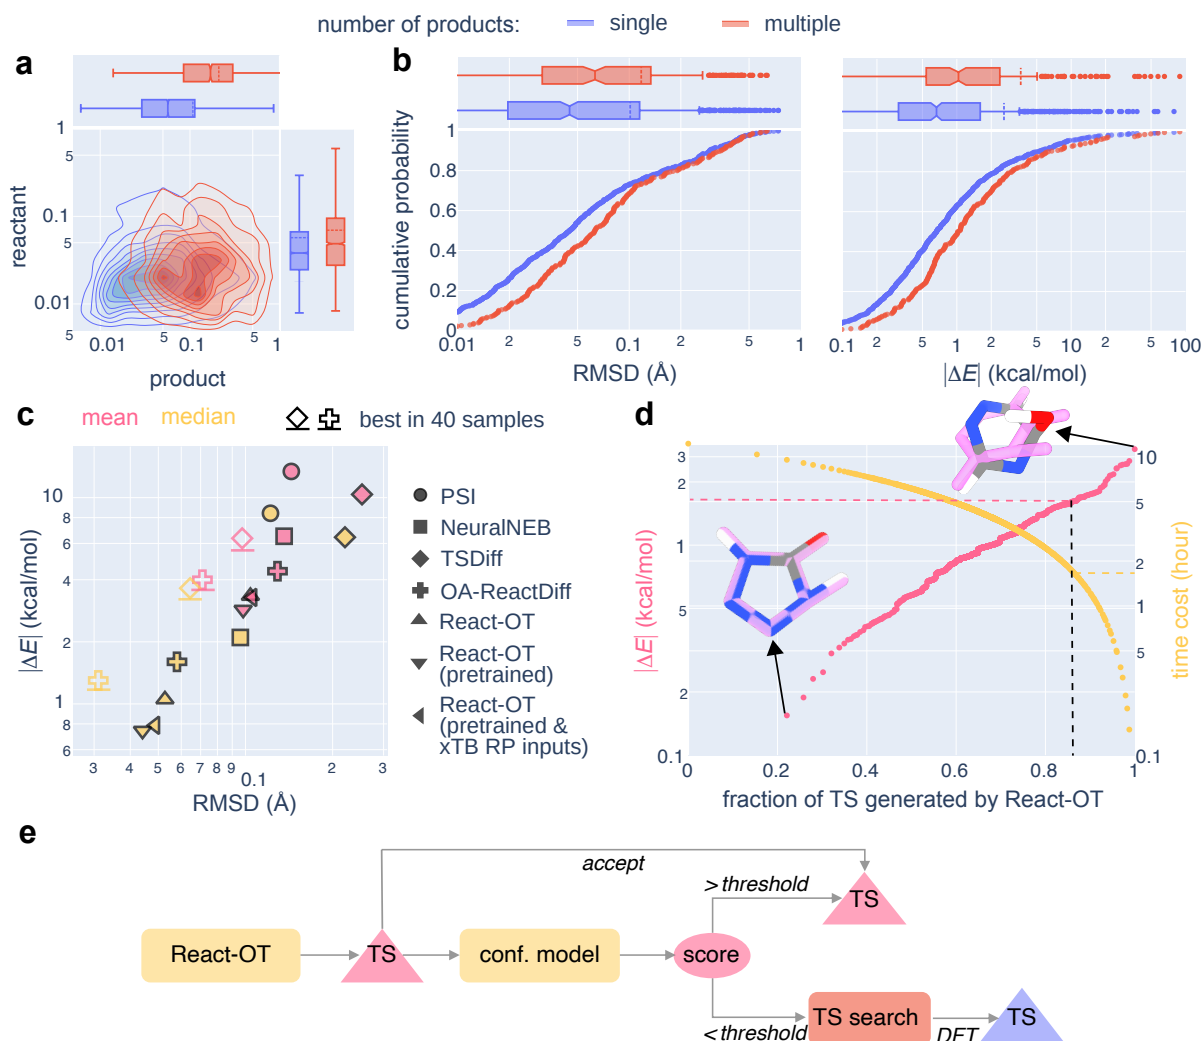 number of products: single multiple
a
reactant
1
5
0.1
5
0.01
5
0.01
5
0.1
5
1
product
b
cumulative probability
1
0.8
0.6
0.4
0.2
0
0.01
2
5
0.1
2
5
1
RMSD (Å)
0.1
2
5
1
2
5
10
2
5
100
|ΔE| (kcal/mol)
c
mean median best in 40 samples
|ΔE| (kcal/mol)
10
8
6
4
2
1
8
6
3
4
5
6
7
8
9
0.1
2
3
RMSD (Å)
PSI
NeuralNEB
TSDiff
OA-ReactDiff
React-OT
React-OT
(pretrained)
React-OT
(pretrained &
xTB RP inputs)
d
|ΔE| (kcal/mol)
3
2
1
5
2
0.1
0
0.2
0.4
0.6
0.8
1
fraction of TS generated by React-OT
10
5
2
1
5
2
0.1
time cost (hour)
e
accept
> threshold
TS
React-OT
TS
conf. model
score
< threshold
TS search
DFT
TS